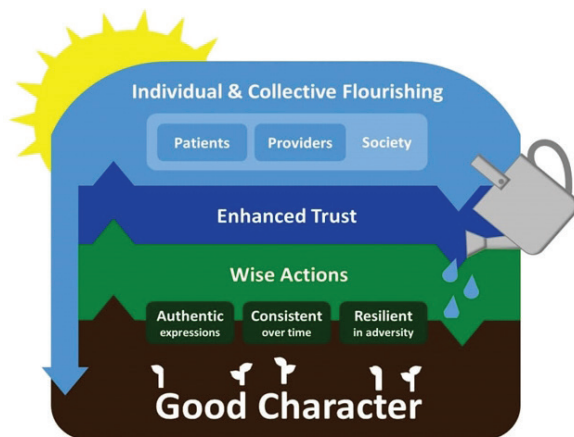 Individual & Collective Flourishing
Patients Providers Society
Enhanced Trust
Wise Actions
Authentic Consistent Resilient
expressions over time in adversity
Good Character